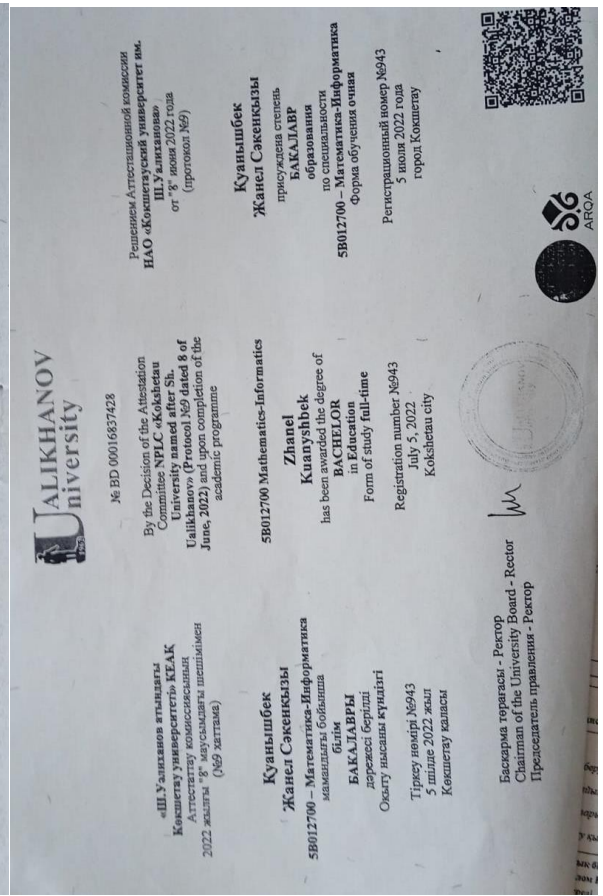 UALIKHANOV
University
№ BD 00016837428
«Ш.Уалиханов атындағы
Көкшетау университеті» КЕАҚ
Аттестаттау комиссиясының
2022 жылғы "8" маусымдағы шешімімен
(№9 хаттама)
Қуанышбек
Жанел Сәкенқызы
5В012700 – Математика-Информатика
мамандығы бойынша
білім
БАКАЛАВРЫ
дәрежесі берілді
Оқыту нысаны күндізгі
Тіркеу нөмірі №943
5 шілде 2022 жыл
Көкшетау қаласы
By the Decision of the Attestation
Committee NPLC «Kokshetau
University named after Sh.
Ualikhanov» (Protocol №9 dated 8 of
June, 2022) and upon completion of the
academic programme
5B012700 Mathematics-Informatics
Zhanel
Kuanyshbek
has been awarded the degree of
BACHELOR
in Education
Form of study full-time
Registration number №943
July 5, 2022
Kokshetau city
Решением Аттестационной комиссии
НАО «Кокшетауский университет им.
Ш.Уалиханова»
от "8" июня 2022 года
(протокол №9)
Қуанышбек
Жанел Сәкенқызы
присуждена степень
БАКАЛАВР
образования
по специальности
5В012700 – Математика-Информатика
Форма обучения очная
Регистрационный номер №943
5 июля 2022 года
город Кокшетау
Басқарма төрағасы - Ректор
Chairman of the University Board - Rector
Председатель правления - Ректор
ARQA